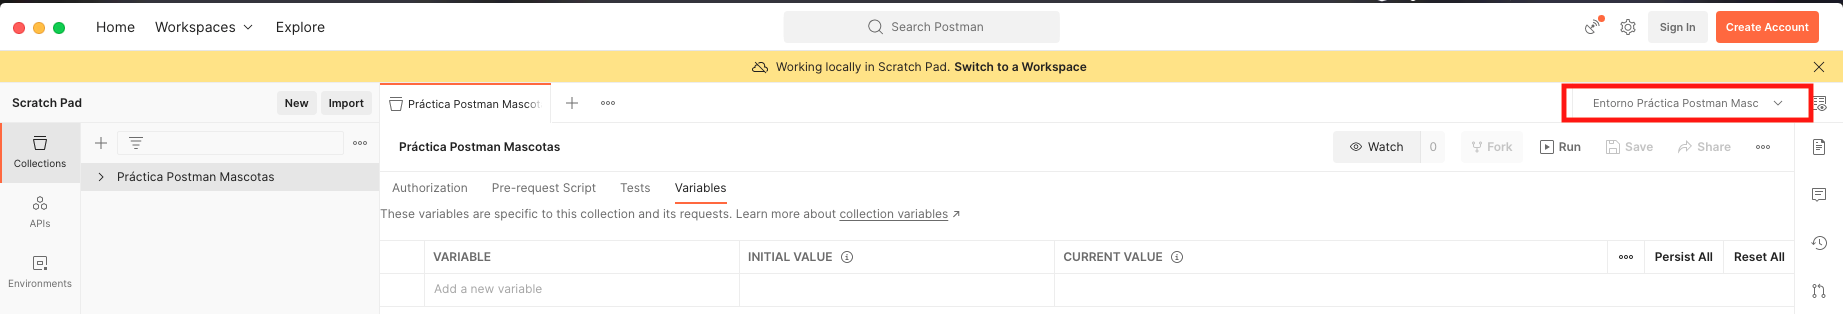 Home Workspaces Explore Search Postman Sign In Create Account
Working locally in Scratch Pad. Switch to a Workspace
Scratch Pad New Import Práctica Postman Mascot Entorno Práctica Postman Masc
Collections
Práctica Postman Mascotas
APIs
Environments
Práctica Postman Mascotas Watch 0 Fork Run Save Share
Authorization Pre-request Script Tests Variables
These variables are specific to this collection and its requests. Learn more about collection variables ↗
VARIABLE INITIAL VALUE CURRENT VALUE Persist All Reset All
Add a new variable